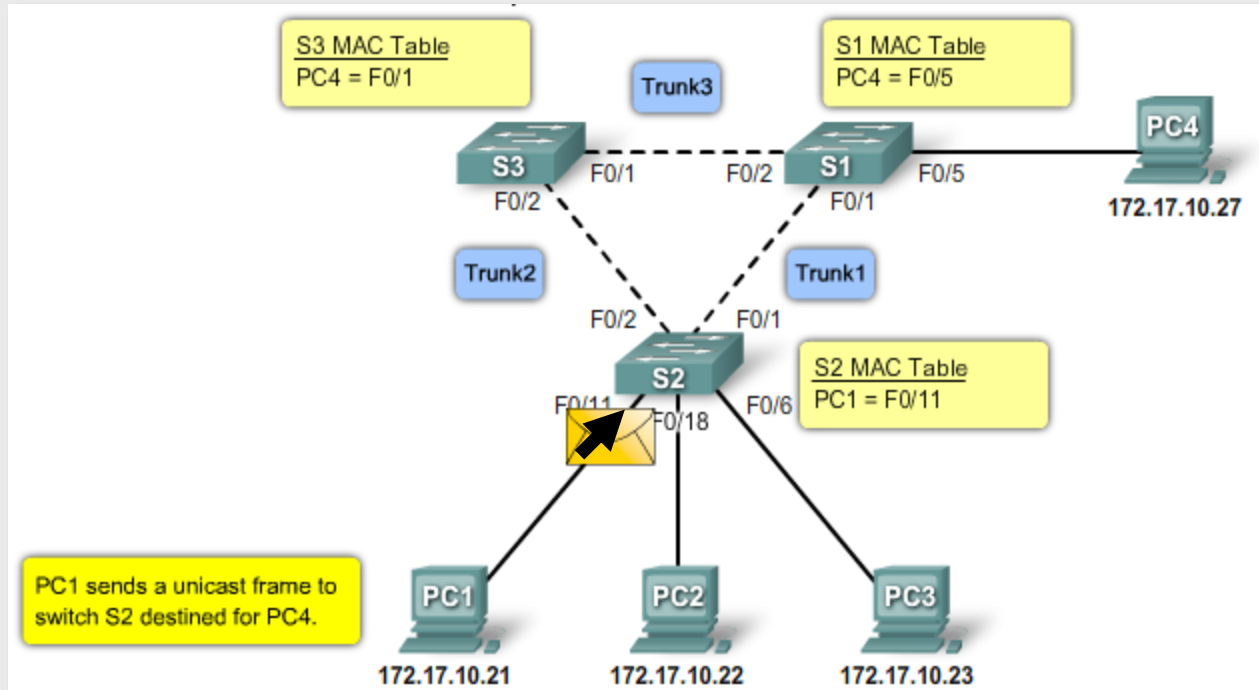 S3 MAC Table
PC4 = F0/1
Trunk3
S1 MAC Table
PC4 = F0/5
PC4
S3
F0/1
F0/2
S1
F0/5
F0/2
F0/1
172.17.10.27
Trunk2
Trunk1
F0/2
F0/1
S2
S2 MAC Table
PC1 = F0/11
F0/11
F0/18
F0/6
PC1 sends a unicast frame to
switch S2 destined for PC4.
PC1
PC2
PC3
172.17.10.21
172.17.10.22
172.17.10.23